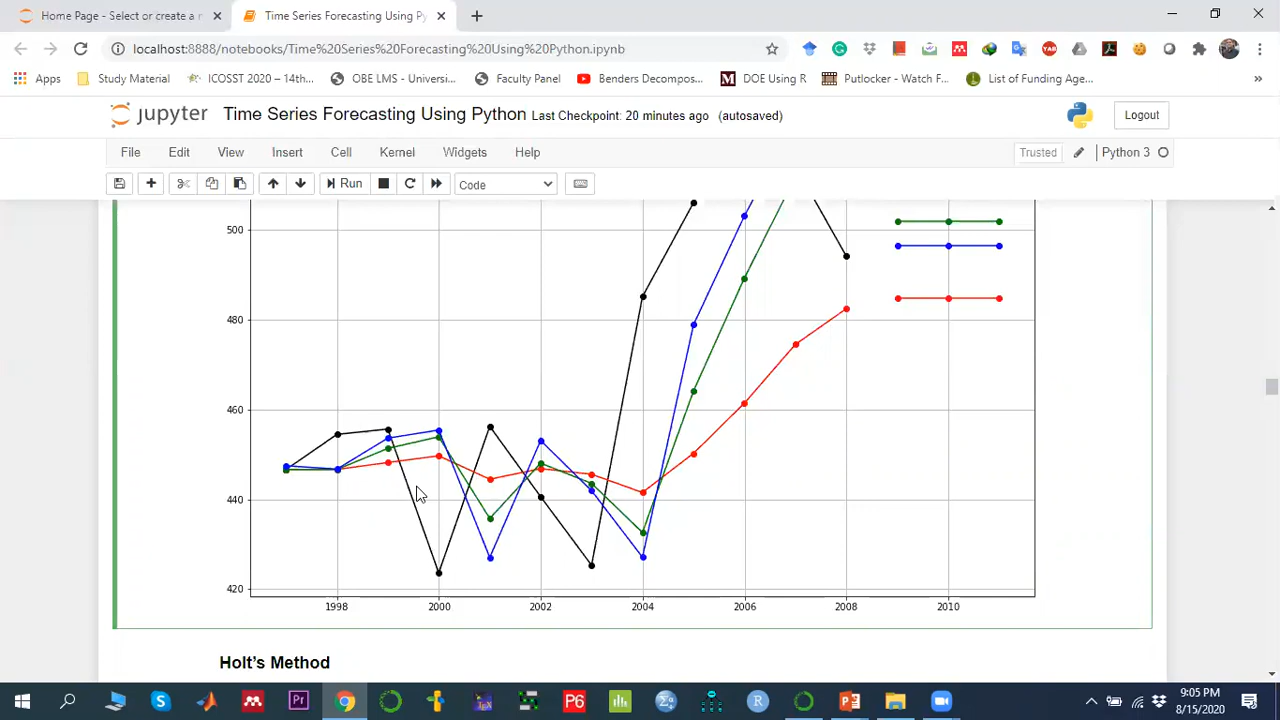 Home Page - Select or create a n
Time Series Forecasting Using Py
localhost:8888/notebooks/Time%20Series%20Forecasting%20Using%20Python.ipynb
Apps Study Material ICOSST 2020 – 14th... OBE LMS - Universi... Faculty Panel Benders Decompos... DOE Using R Putlocker - Watch F... List of Funding Age... »
jupyter Time Series Forecasting Using Python Last Checkpoint: 20 minutes ago (autosaved) Logout
File Edit View Insert Cell Kernel Widgets Help Trusted Python 3
Run Code
500
480
460
440
420
1998 2000 2002 2004 2006 2008 2010
Holt's Method
Pr P6 R
9:05 PM
8/15/2020